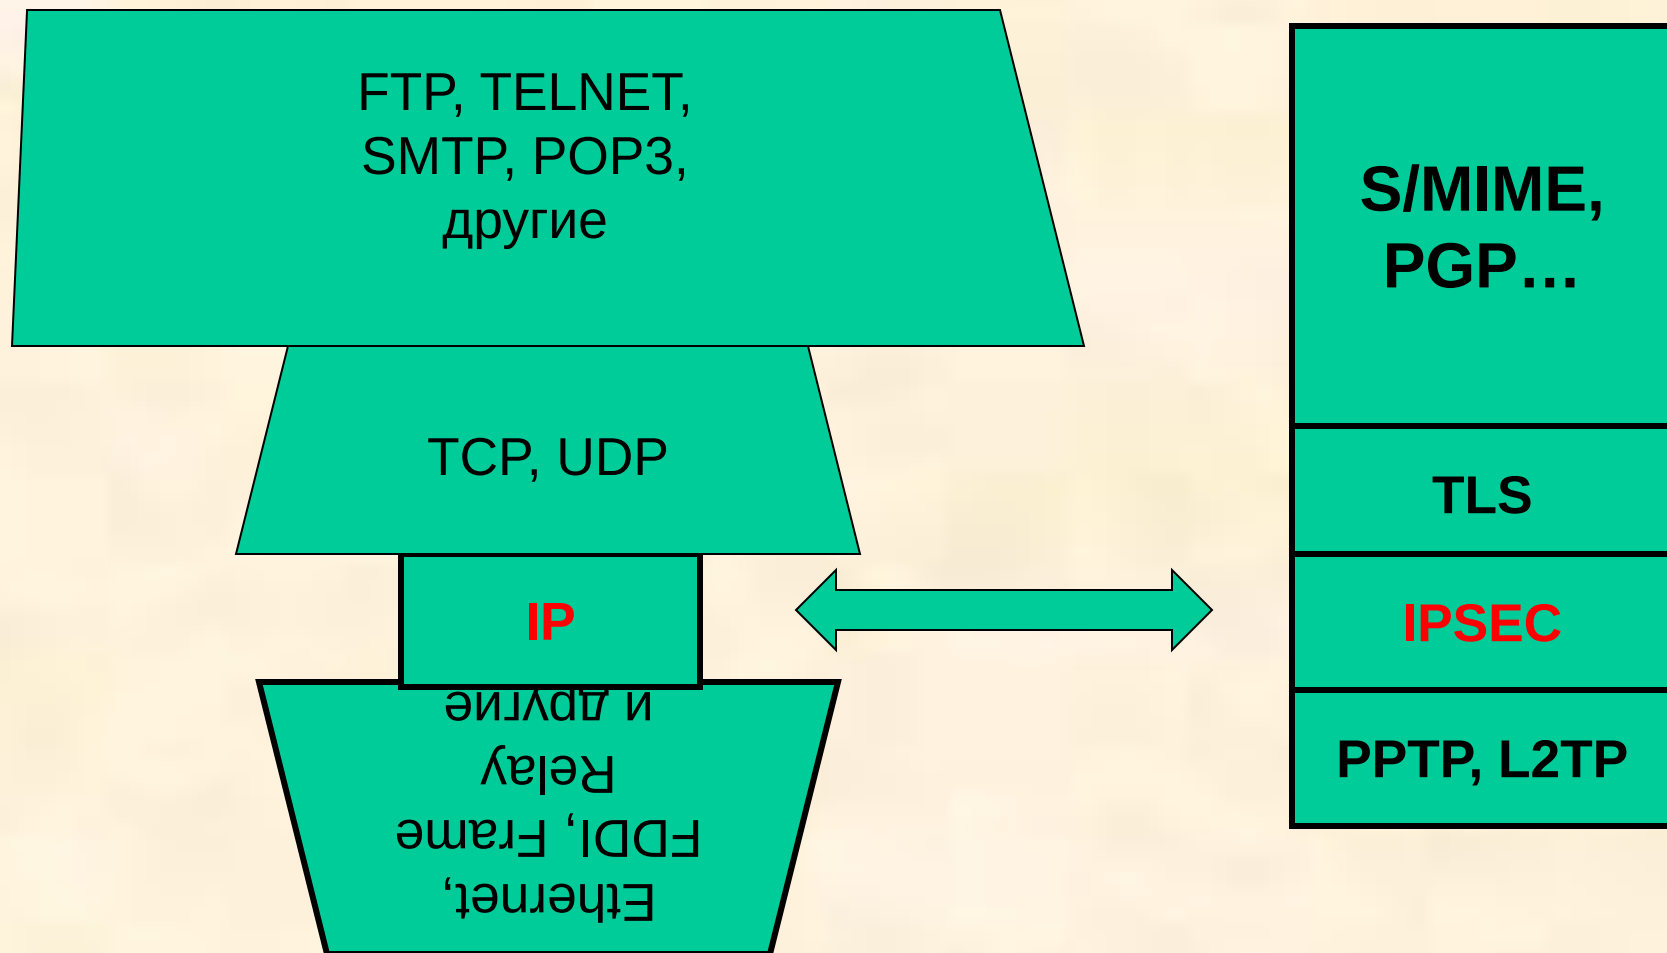 FTP, TELNET,
SMTP, POP3,
другие
TCP, UDP
IP
Ethernet,
FDDI, Frame
Relay
и другие
S/MIME,
PGP…
TLS
IPSEC
PPTP, L2TP